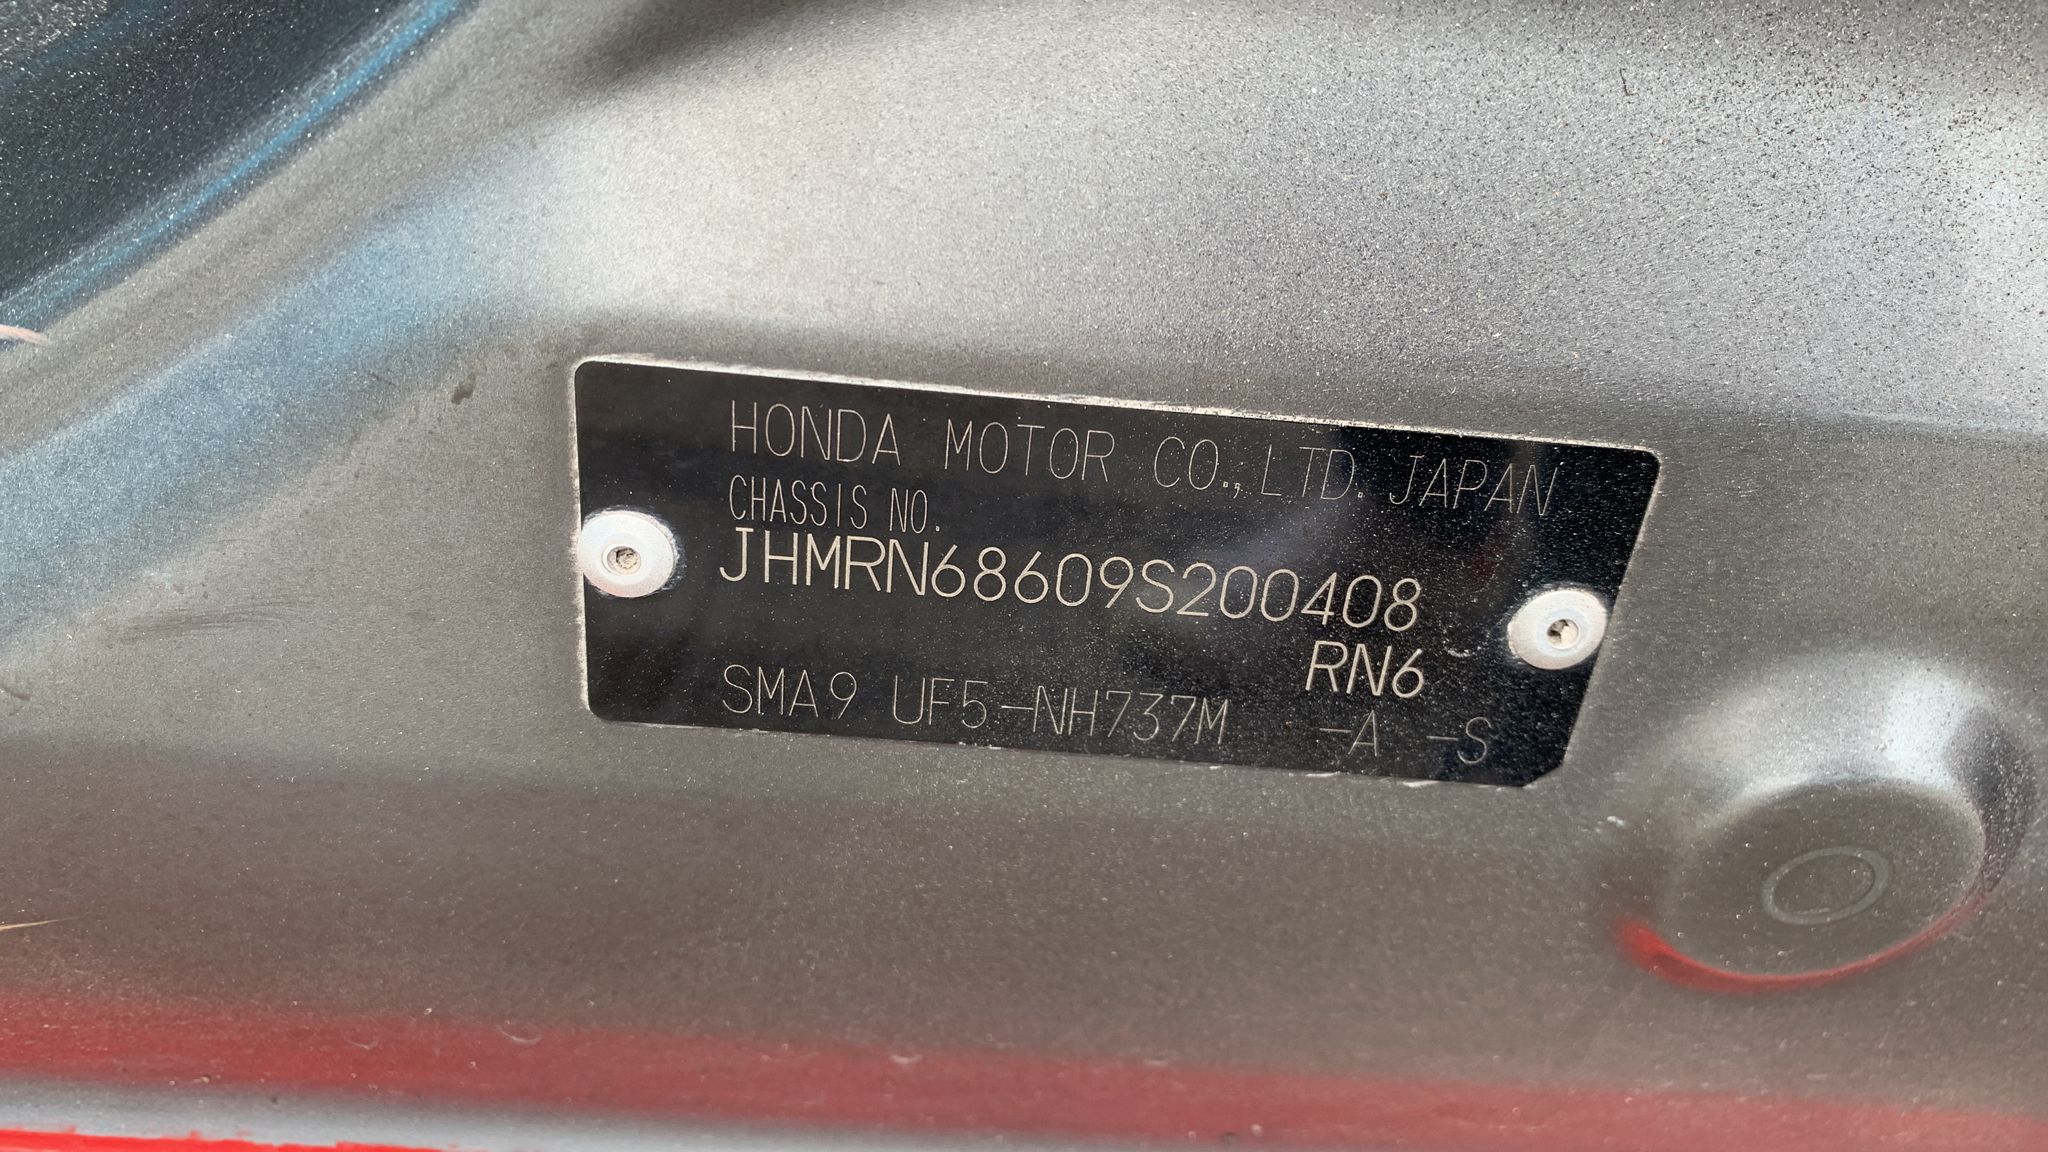 HONDA MOTOR CO.,LTD. JAPAN
CHASSIS NO.
JHMRN68609S200408
RN6
SMA9 UF5-NH737M -A -S